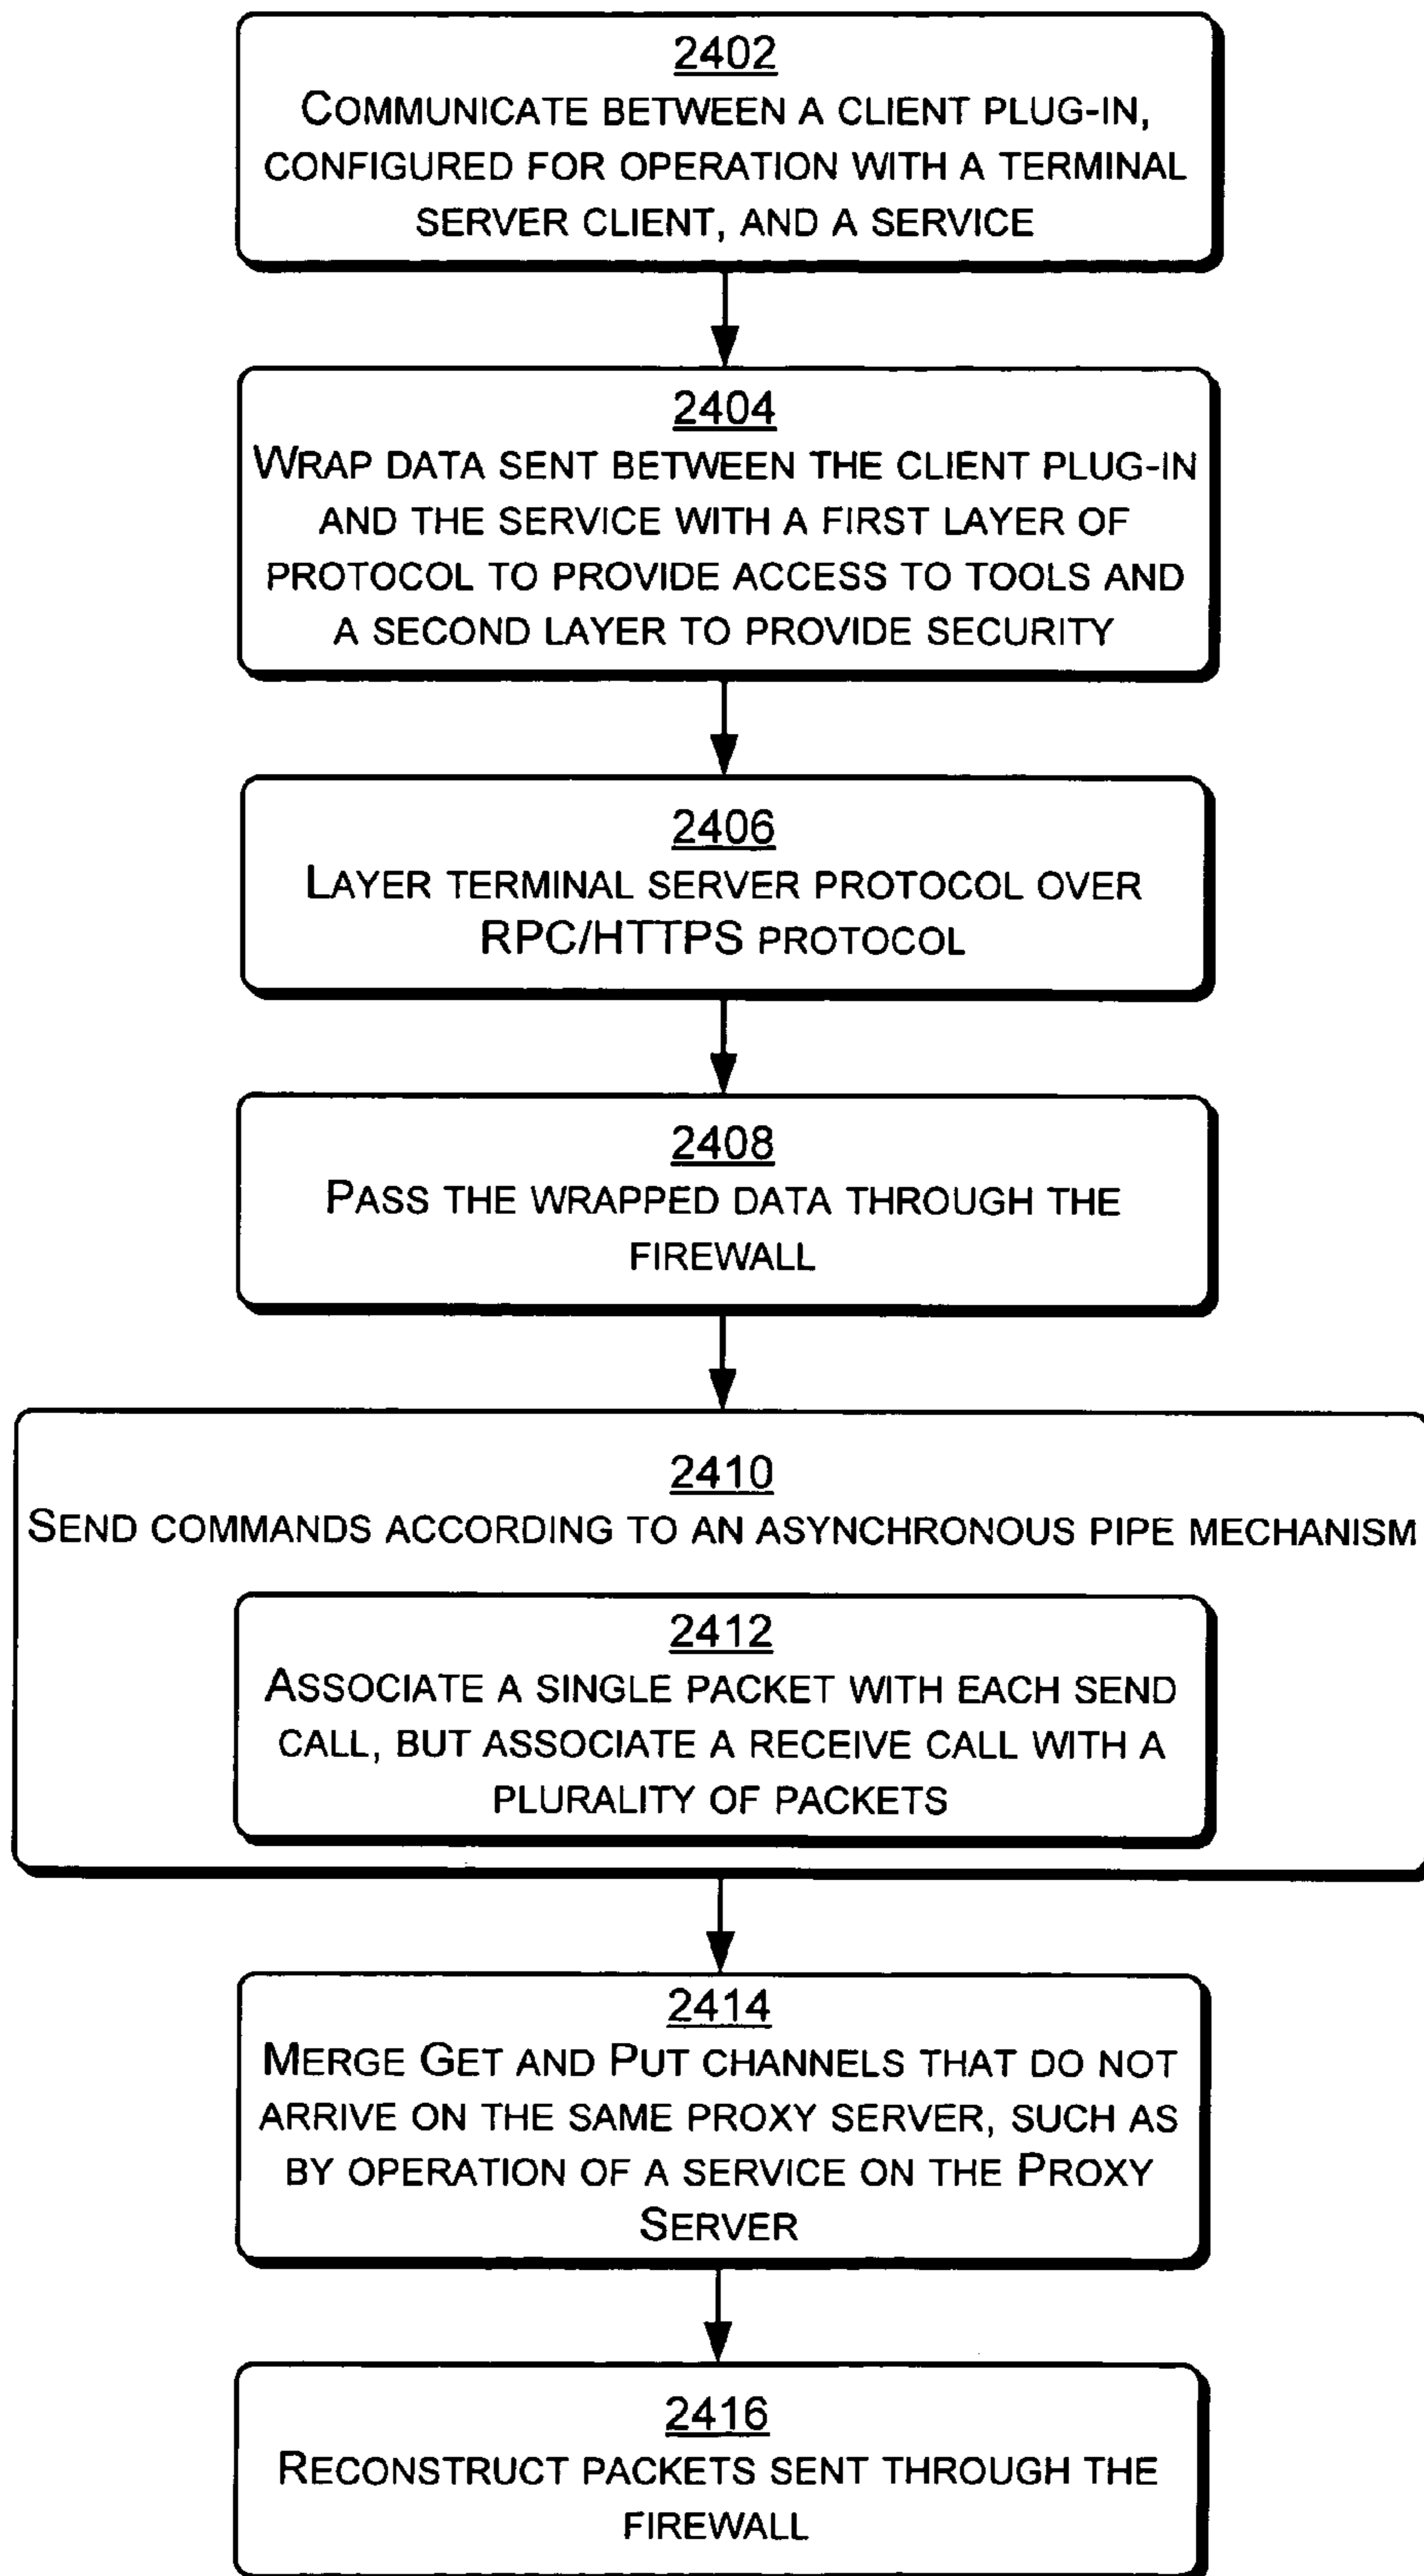 2402
COMMUNICATE BETWEEN A CLIENT PLUG-IN,
CONFIGURED FOR OPERATION WITH A TERMINAL
SERVER CLIENT, AND A SERVICE
2404
WRAP DATA SENT BETWEEN THE CLIENT PLUG-IN
AND THE SERVICE WITH A FIRST LAYER OF
PROTOCOL TO PROVIDE ACCESS TO TOOLS AND
A SECOND LAYER TO PROVIDE SECURITY
2406
LAYER TERMINAL SERVER PROTOCOL OVER
RPC/HTTPS PROTOCOL
2408
PASS THE WRAPPED DATA THROUGH THE
FIREWALL
2410
SEND COMMANDS ACCORDING TO AN ASYNCHRONOUS PIPE MECHANISM
2412
ASSOCIATE A SINGLE PACKET WITH EACH SEND
CALL, BUT ASSOCIATE A RECEIVE CALL WITH A
PLURALITY OF PACKETS
2414
MERGE GET AND PUT CHANNELS THAT DO NOT
ARRIVE ON THE SAME PROXY SERVER, SUCH AS
BY OPERATION OF A SERVICE ON THE PROXY
SERVER
2416
RECONSTRUCT PACKETS SENT THROUGH THE
FIREWALL